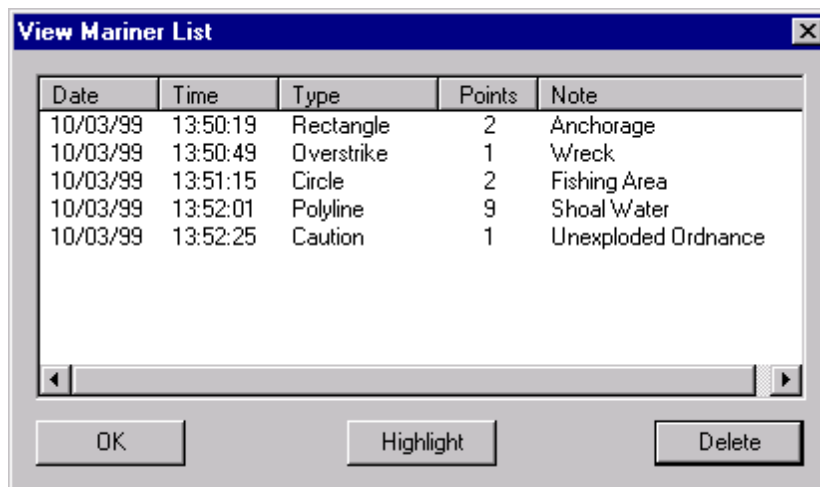 View Mariner List
Date Time Type Points Note
10/03/99 13:50:19 Rectangle 2 Anchorage
10/03/99 13:50:49 Overstrike 1 Wreck
10/03/99 13:51:15 Circle 2 Fishing Area
10/03/99 13:52:01 Polyline 9 Shoal Water
10/03/99 13:52:25 Caution 1 Unexploded Ordnance
OK Highlight Delete